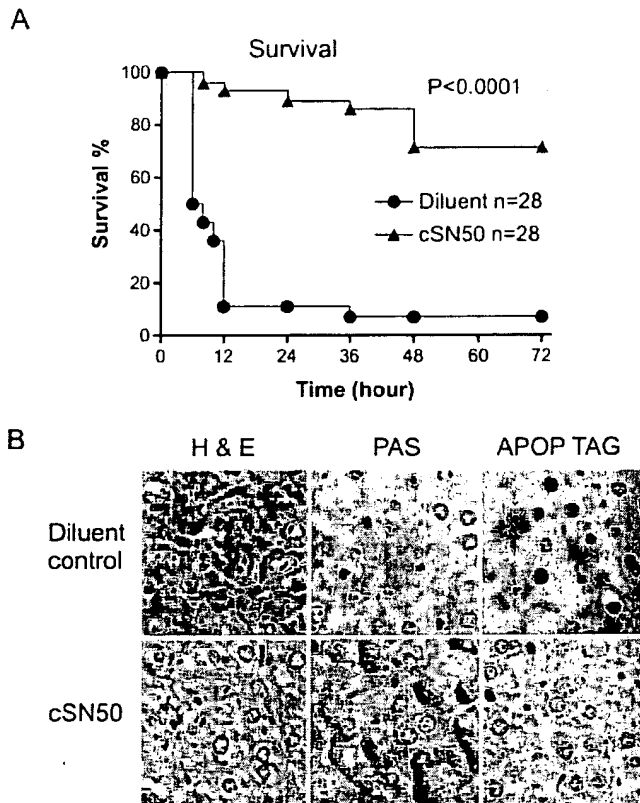 A
Survival
P<0.0001
100
80
60
40
20
0
Survival %
Diluent n=28
cSN50 n=28
0 12 24 36 48 60 72
Time (hour)
B
H & E PAS APOP TAG
Diluent
control
cSN50